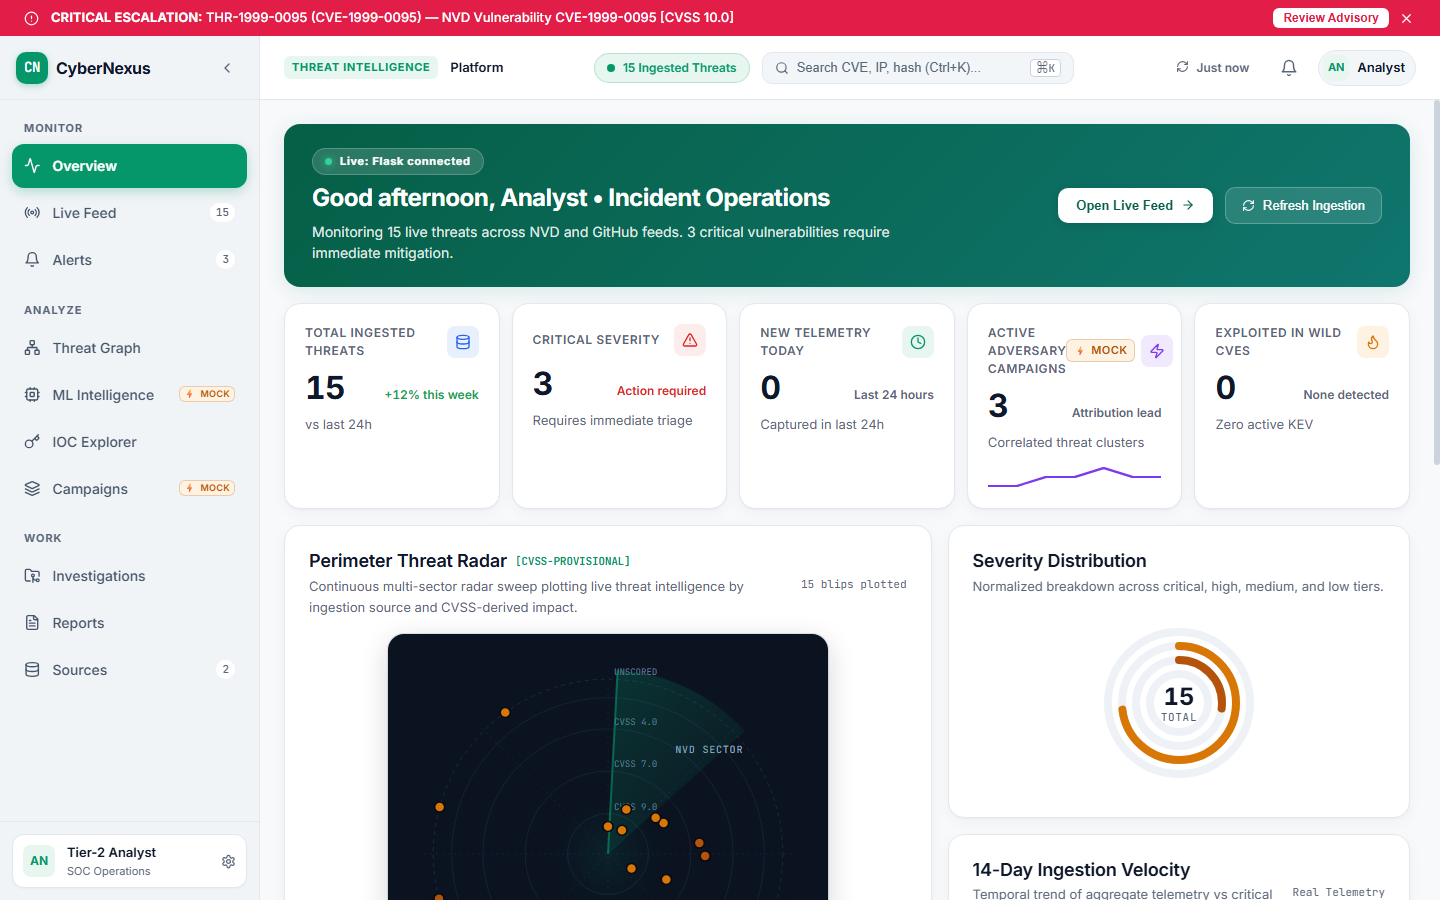 CRITICAL ESCALATION: THR-1999-0095 (CVE-1999-0095) — NVD Vulnerability CVE-1999-0095 [CVSS 10.0]
Review Advisory
CN CyberNexus
THREAT INTELLIGENCE Platform
15 Ingested Threats
Search CVE, IP, hash (Ctrl+K)... ⌘K
Just now
AN Analyst
MONITOR
Overview
Live Feed 15
Alerts 3
ANALYZE
Threat Graph
ML Intelligence MOCK
IOC Explorer
Campaigns MOCK
WORK
Investigations
Reports
Sources 2
AN Tier-2 Analyst
SOC Operations
Live: Flask connected
Good afternoon, Analyst • Incident Operations
Monitoring 15 live threats across NVD and GitHub feeds. 3 critical vulnerabilities require
immediate mitigation.
Open Live Feed
Refresh Ingestion
TOTAL INGESTED
THREATS
15 +12% this week
vs last 24h
CRITICAL SEVERITY
3 Action required
Requires immediate triage
NEW TELEMETRY
TODAY
0 Last 24 hours
Captured in last 24h
ACTIVE
ADVERSARY MOCK
CAMPAIGNS
3 Attribution lead
Correlated threat clusters
EXPLOITED IN WILD
CVES
0 None detected
Zero active KEV
Perimeter Threat Radar [CVSS-PROVISIONAL]
Continuous multi-sector radar sweep plotting live threat intelligence by
ingestion source and CVSS-derived impact.
15 blips plotted
UNSCORED
CVSS 4.0
NVD SECTOR
CVSS 7.0
CVSS 9.0
Severity Distribution
Normalized breakdown across critical, high, medium, and low tiers.
15
TOTAL
14-Day Ingestion Velocity
Temporal trend of aggregate telemetry vs critical
Real Telemetry